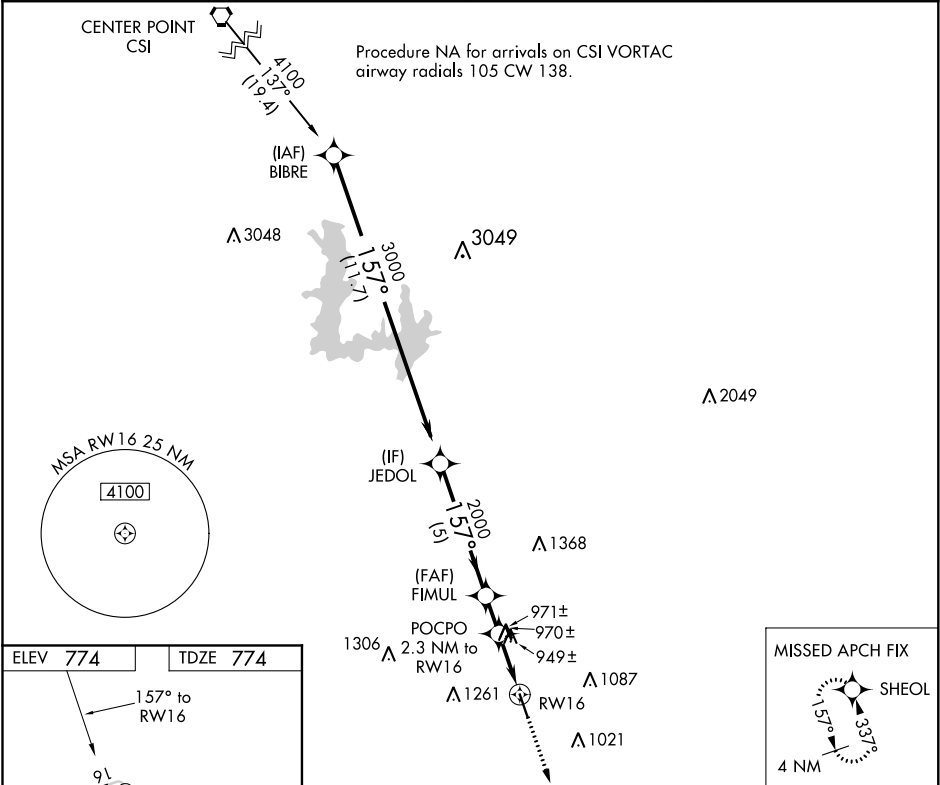 CENTER POINT
CSI
Procedure NA for arrivals on CSI VORTAC
airway radials 105 CW 138.
4100
137°
(19.4)
(IAF)
BIBRE
3048
3049
3000
157°
(11.7)
2049
(IF)
JEDOL
MSA RW16 25 NM
4100
2000
157°
(5)
1368
(FAF)
FIMUL
971±
970±
949±
POCPO
2.3 NM to
RW16
1306
1087
1261
RW16
1021
ELEV 774
TDZE 774
157° to
RW16
16
MISSED APCH FIX
SHEOL
157°
337°
4 NM